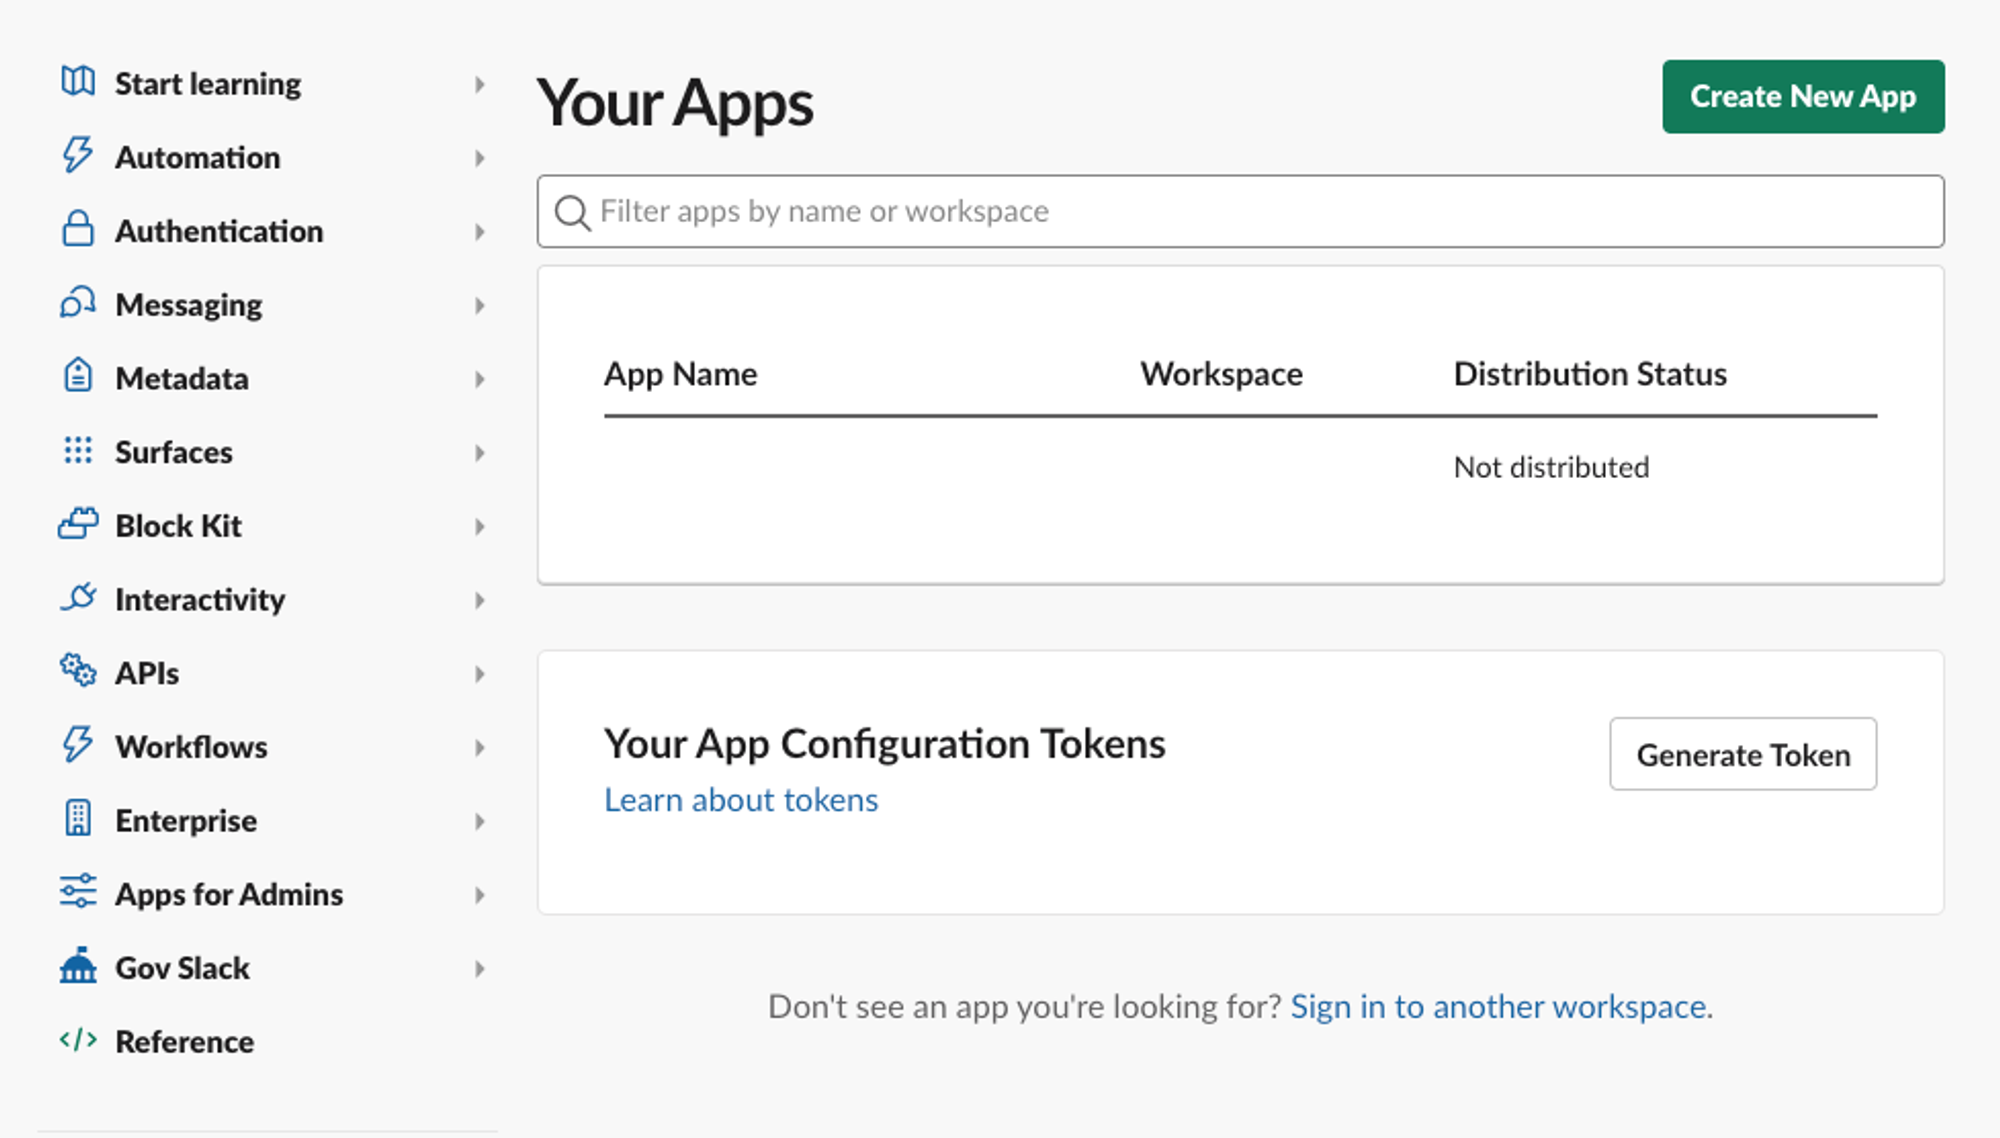 Start learning
Automation
Authentication
Messaging
Metadata
Surfaces
Block Kit
Interactivity
APIs
Workflows
Enterprise
Apps for Admins
Gov Slack
Reference
Your Apps
Create New App
Filter apps by name or workspace
App Name Workspace Distribution Status
Not distributed
Your App Configuration Tokens
Learn about tokens
Generate Token
Don't see an app you're looking for? Sign in to another workspace.